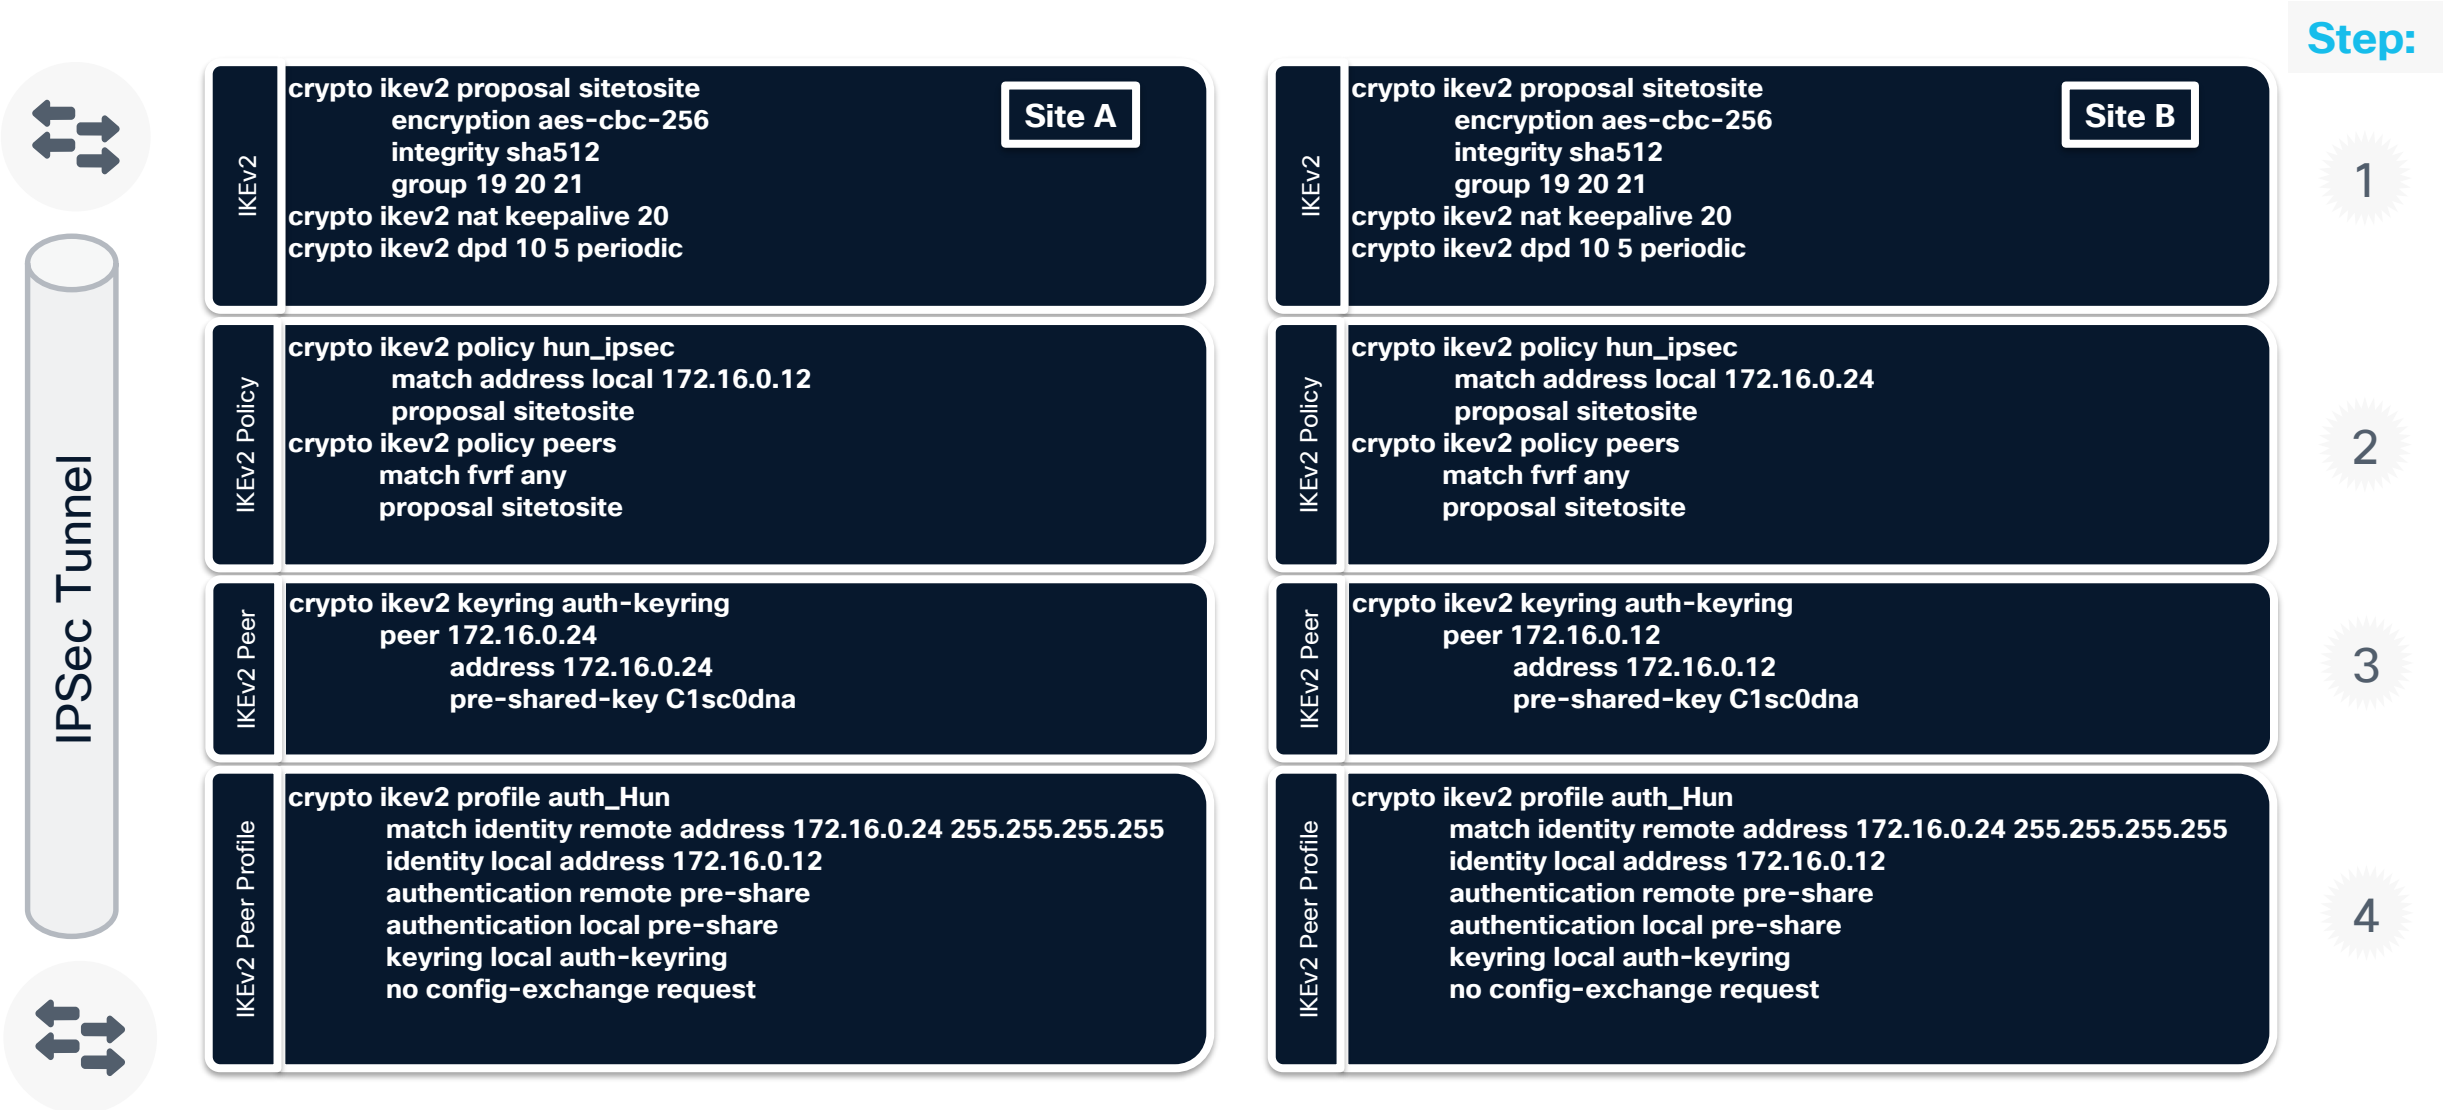 Step:
IPSec Tunnel
IKEv2
crypto ikev2 proposal sitetosite
encryption aes-cbc-256
integrity sha512
group 19 20 21
crypto ikev2 nat keepalive 20
crypto ikev2 dpd 10 5 periodic
Site A
IKEv2
crypto ikev2 proposal sitetosite
encryption aes-cbc-256
integrity sha512
group 19 20 21
crypto ikev2 nat keepalive 20
crypto ikev2 dpd 10 5 periodic
Site B
1
IKEv2 Policy
crypto ikev2 policy hun_ipsec
match address local 172.16.0.12
proposal sitetosite
crypto ikev2 policy peers
match fvrf any
proposal sitetosite
IKEv2 Policy
crypto ikev2 policy hun_ipsec
match address local 172.16.0.24
proposal sitetosite
crypto ikev2 policy peers
match fvrf any
proposal sitetosite
2
IKEv2 Peer
crypto ikev2 keyring auth-keyring
peer 172.16.0.24
address 172.16.0.24
pre-shared-key C1sc0dna
IKEv2 Peer
crypto ikev2 keyring auth-keyring
peer 172.16.0.12
address 172.16.0.12
pre-shared-key C1sc0dna
3
IKEv2 Peer Profile
crypto ikev2 profile auth_Hun
match identity remote address 172.16.0.24 255.255.255.255
identity local address 172.16.0.12
authentication remote pre-share
authentication local pre-share
keyring local auth-keyring
no config-exchange request
IKEv2 Peer Profile
crypto ikev2 profile auth_Hun
match identity remote address 172.16.0.24 255.255.255.255
identity local address 172.16.0.12
authentication remote pre-share
authentication local pre-share
keyring local auth-keyring
no config-exchange request
4